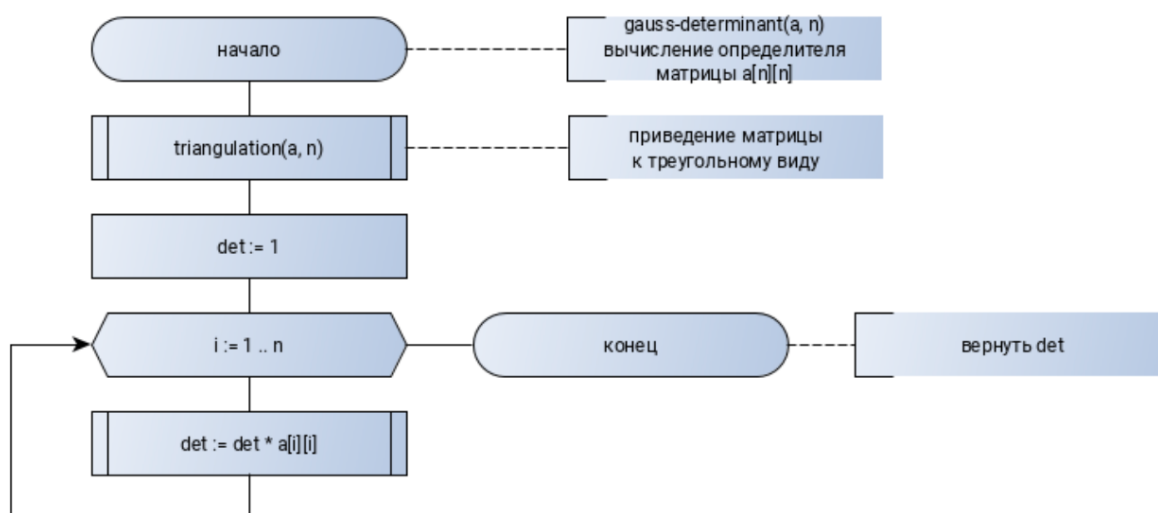 начало
gauss-determinant(a, n)
вычисление определителя
матрицы a[n][n]
triangulation(a, n)
приведение матрицы
к треугольному виду
det := 1
i := 1 .. n
конец
вернуть det
det := det * a[i][i]